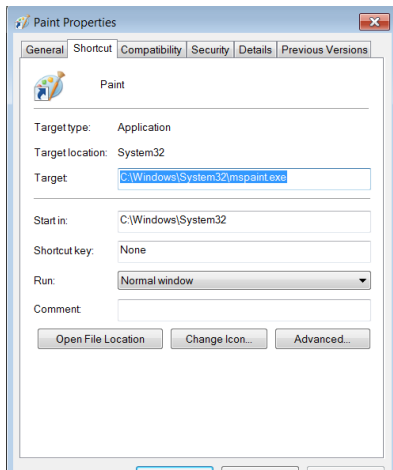 Paint Properties
General Shortcut Compatibility Security Details Previous Versions
Paint
Target type: Application
Target location: System32
Target: C:\Windows\System32\mspaint.exe
Start in: C:\Windows\System32
Shortcut key: None
Run: Normal window
Comment:
Open File Location Change Icon... Advanced...